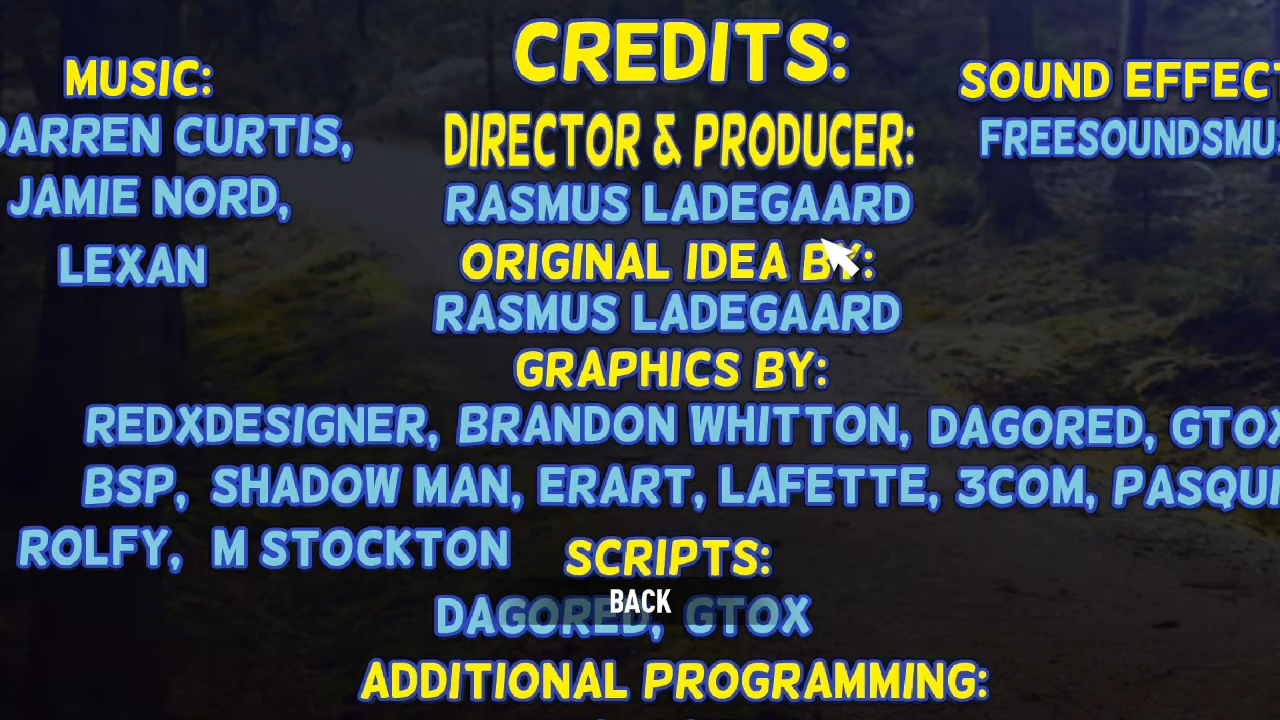 CREDITS:
MUSIC:
DARREN CURTIS,
JAMIE NORD,
LEXAN
SOUND EFFECT
FREESOUNDSMU
DIRECTOR & PRODUCER:
RASMUS LADEGAARD
ORIGINAL IDEA BY:
RASMUS LADEGAARD
GRAPHICS BY:
REDXDESIGNER, BRANDON WHITTON, DAGORED, GTOX
BSP, SHADOW MAN, ERART, LAFETTE, 3COM, PASQUI
ROLFY, M STOCKTON
SCRIPTS:
BACK
DAGORED, GTOX
ADDITIONAL PROGRAMMING: